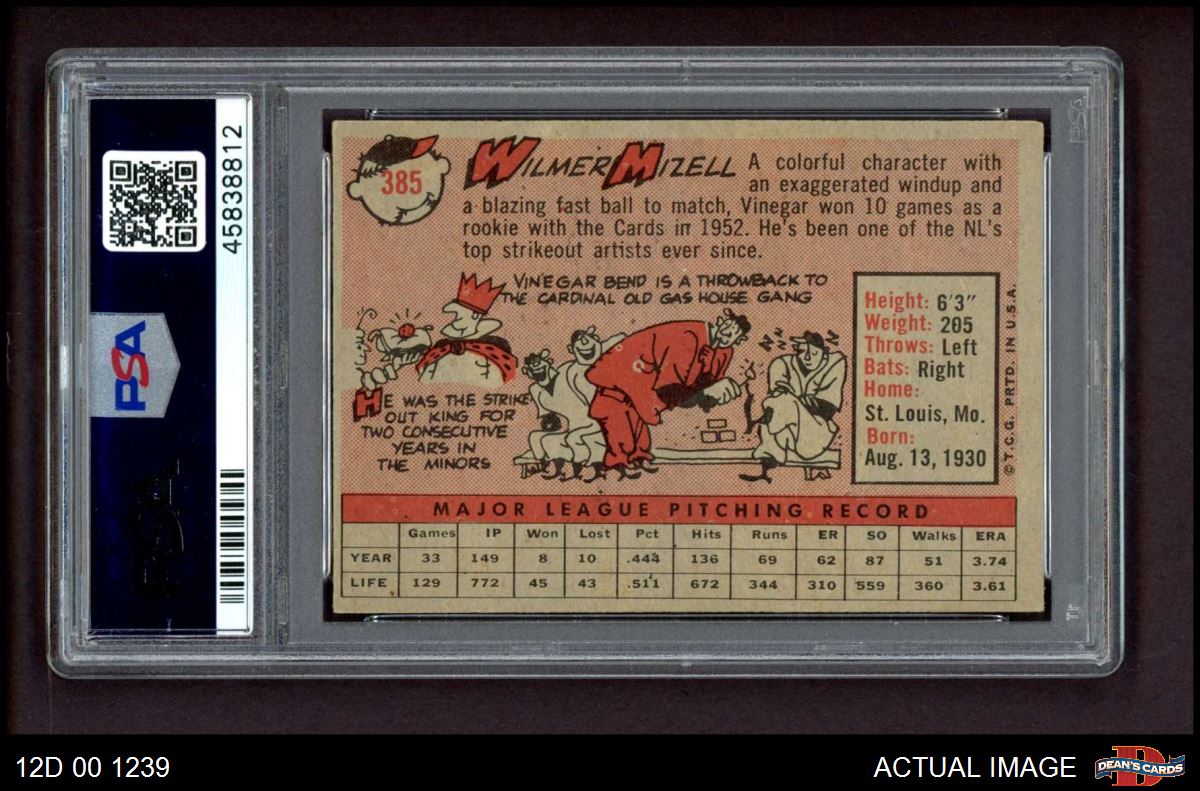 45838812
PSA
385
WILMER MIZELL
A colorful character with
an exaggerated windup and
a blazing fast ball to match, Vinegar won 10 games as a
rookie with the Cards in 1952. He's been one of the NL's
top strikeout artists ever since.
VINEGAR BEND IS A THROWBACK TO
THE CARDINAL OLD GAS HOUSE GANG
HE WAS THE STRIKE
OUT KING FOR
TWO CONSECUTIVE
YEARS IN
THE MINORS
Height: 6'3"
Weight: 205
Throws: Left
Bats: Right
Home:
St. Louis, Mo.
Born:
Aug. 13, 1930
© T.C.G. PRTD. IN U.S.A.
MAJOR LEAGUE PITCHING RECORD
Games IP Won Lost Pct Hits Runs ER SO Walks ERA
YEAR 33 149 8 10 .444 136 69 62 87 51 3.74
LIFE 129 772 45 43 .511 672 344 310 559 360 3.61
PSA
12D 00 1239
ACTUAL IMAGE
DEAN'S CARDS